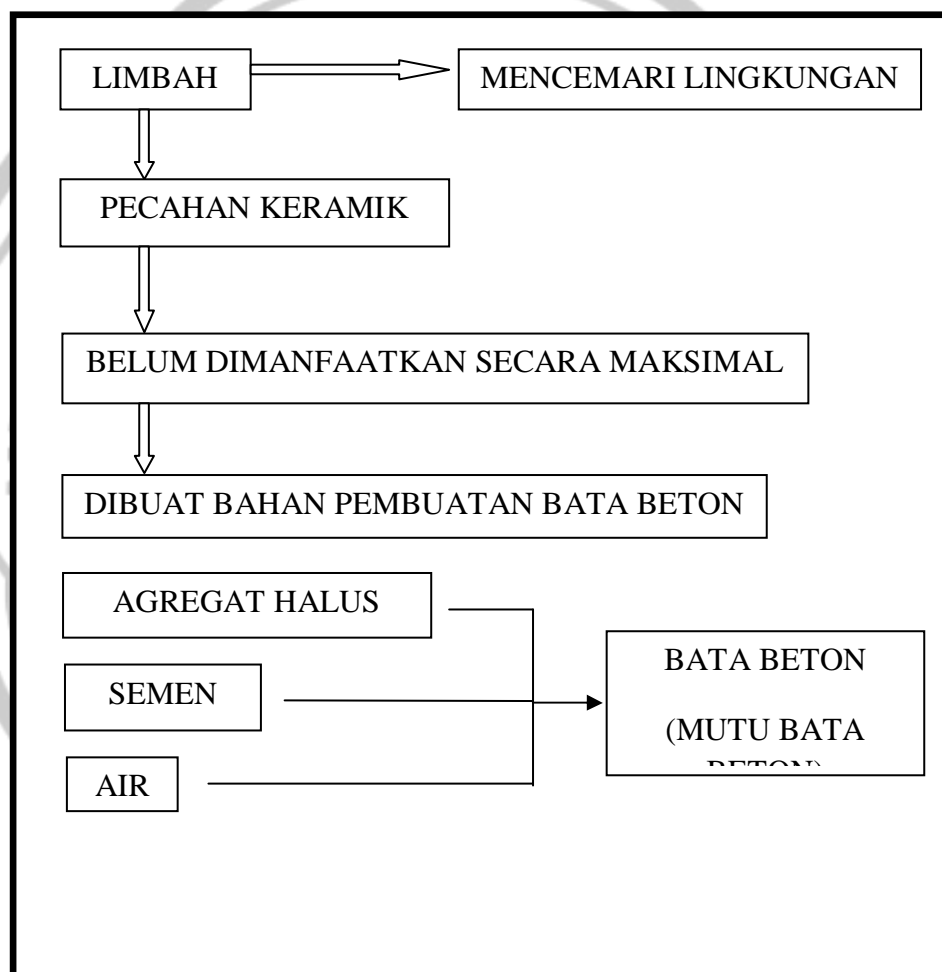 LIMBAH
MENCEMARI LINGKUNGAN
PECAHAN KERAMIK
BELUM DIMANFAATKAN SECARA MAKSIMAL
DIBUAT BAHAN PEMBUATAN BATA BETON
AGREGAT HALUS
SEMEN
AIR
BATA BETON
(MUTU BATA
BETON)